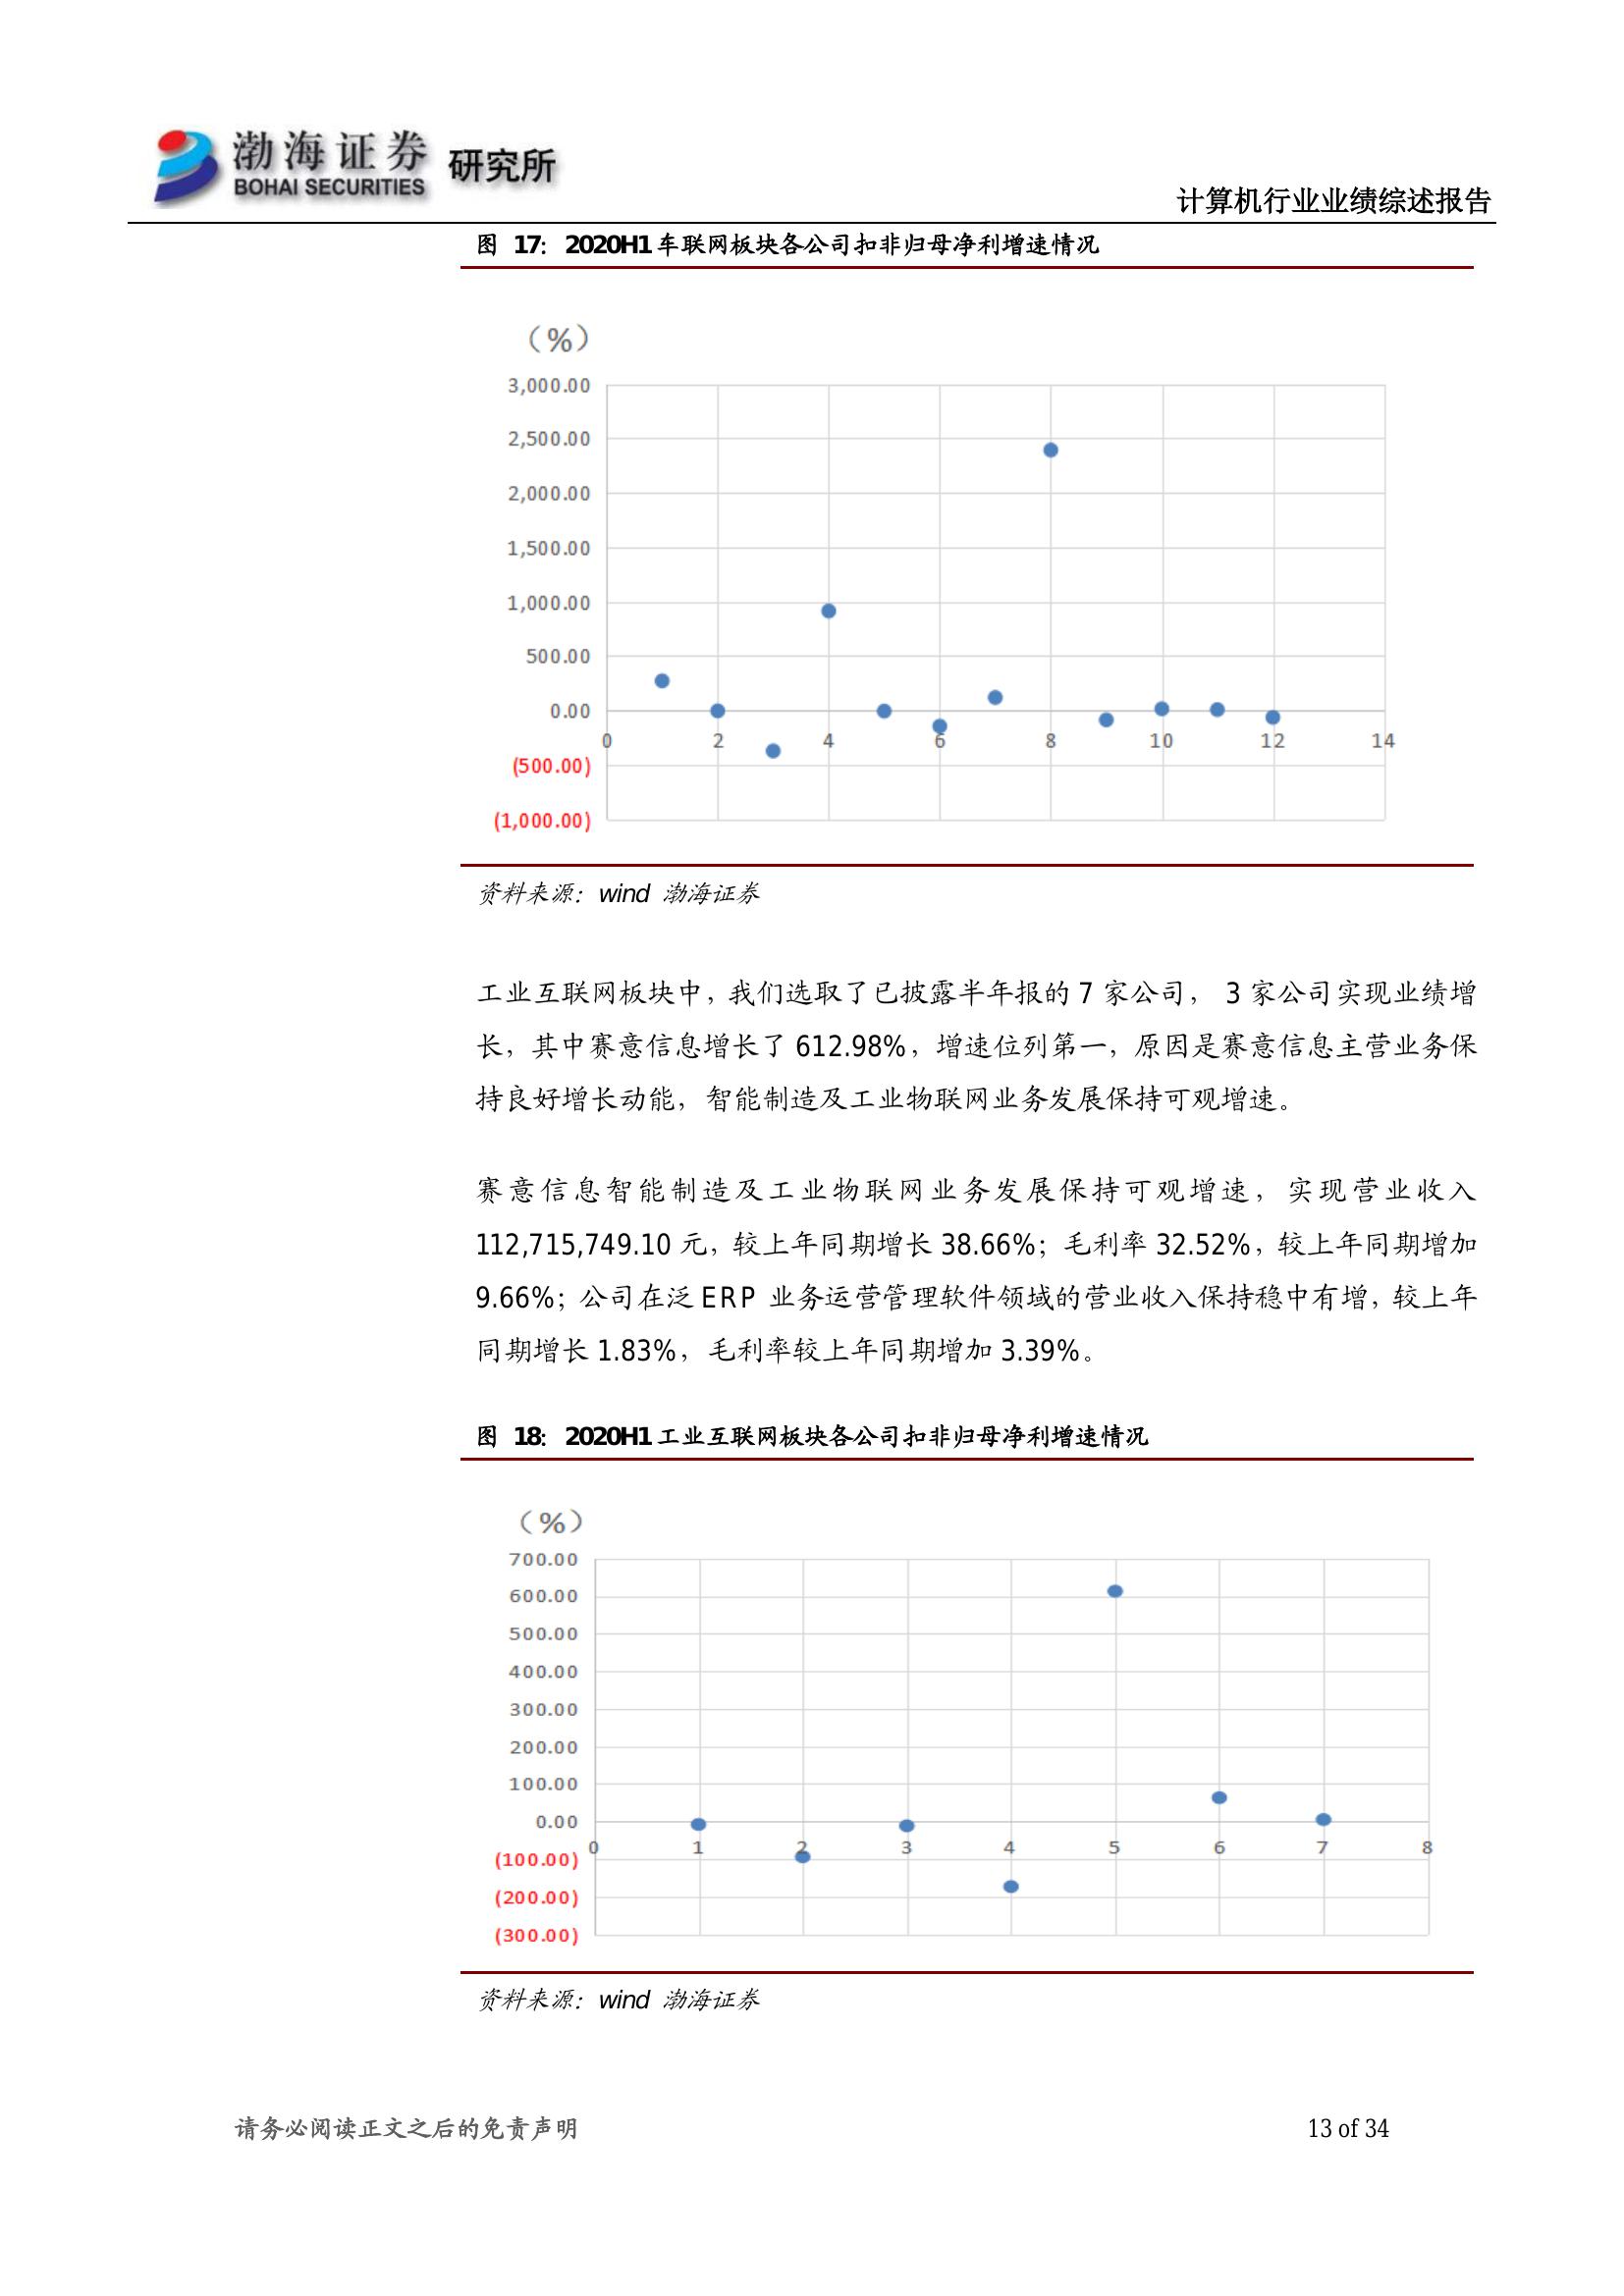 渤海证券 研究所
BOHAI SECURITIES
计算机行业业绩综述报告
图 17： 2020H1 车联网板块各公司扣非归母净利增速情况
（%）
3,000.00
2,500.00
2,000.00
1,500.00
1,000.00
500.00
0.00
0 2 4 6 8 10 12 14
(500.00)
(1,000.00)
资料来源：wind 渤海证券
工业互联网板块中，我们选取了已披露半年报的 7 家公司， 3 家公司实现业绩增
长，其中赛意信息增长了 612.98%，增速位列第一，原因是赛意信息主营业务保
持良好增长动能，智能制造及工业物联网业务发展保持可观增速。
赛意信息智能制造及工业物联网业务发展保持可观增速，实现营业收入
112,715,749.10 元，较上年同期增长 38.66%；毛利率 32.52%，较上年同期增加
9.66%；公司在泛 ERP 业务运营管理软件领域的营业收入保持稳中有增，较上年
同期增长 1.83%，毛利率较上年同期增加 3.39%。
图 18： 2020H1 工业互联网板块各公司扣非归母净利增速情况
（%）
700.00
600.00
500.00
400.00
300.00
200.00
100.00
0.00
0 1 2 3 4 5 6 7 8
(100.00)
(200.00)
(300.00)
资料来源：wind 渤海证券
请务必阅读正文之后的免责声明 13 of 34